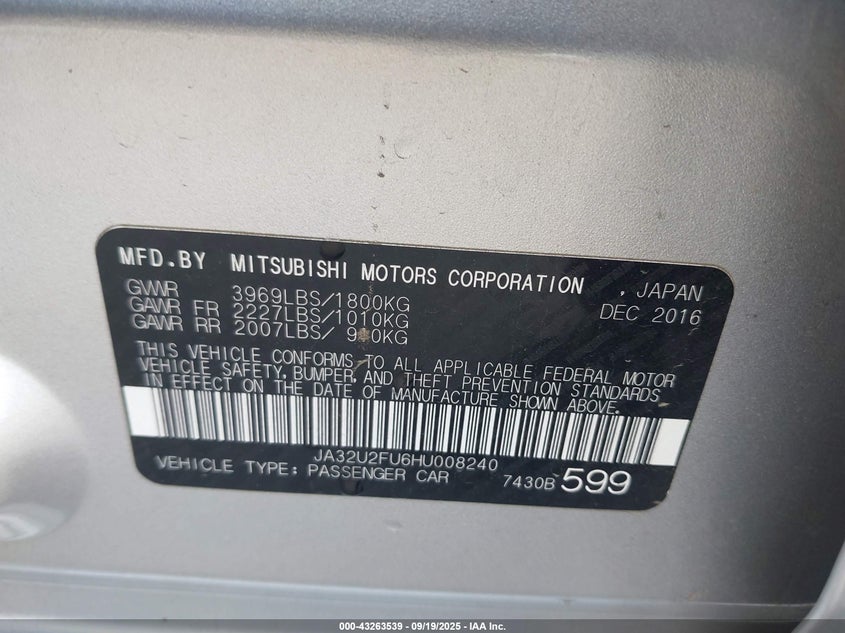 MFD.BY MITSUBISHI MOTORS CORPORATION , JAPAN
GVWR 3969LBS/1800KG DEC 2016
GAWR FR 2227LBS/1010KG
GAWR RR 2007LBS/ KG
THIS VEHICLE CONFORMS TO ALL APPLICABLE FEDERAL MOTOR
VEHICLE SAFETY, BUMPER, AND THEFT PREVENTION STANDARDS
IN EFFECT ON THE DATE OF MANUFACTURE SHOWN ABOVE.
JA32U2FU6HU008240
VEHICLE TYPE: PASSENGER CAR 7430B 599
000-43263539 - 09/19/2025 - IAA Inc.